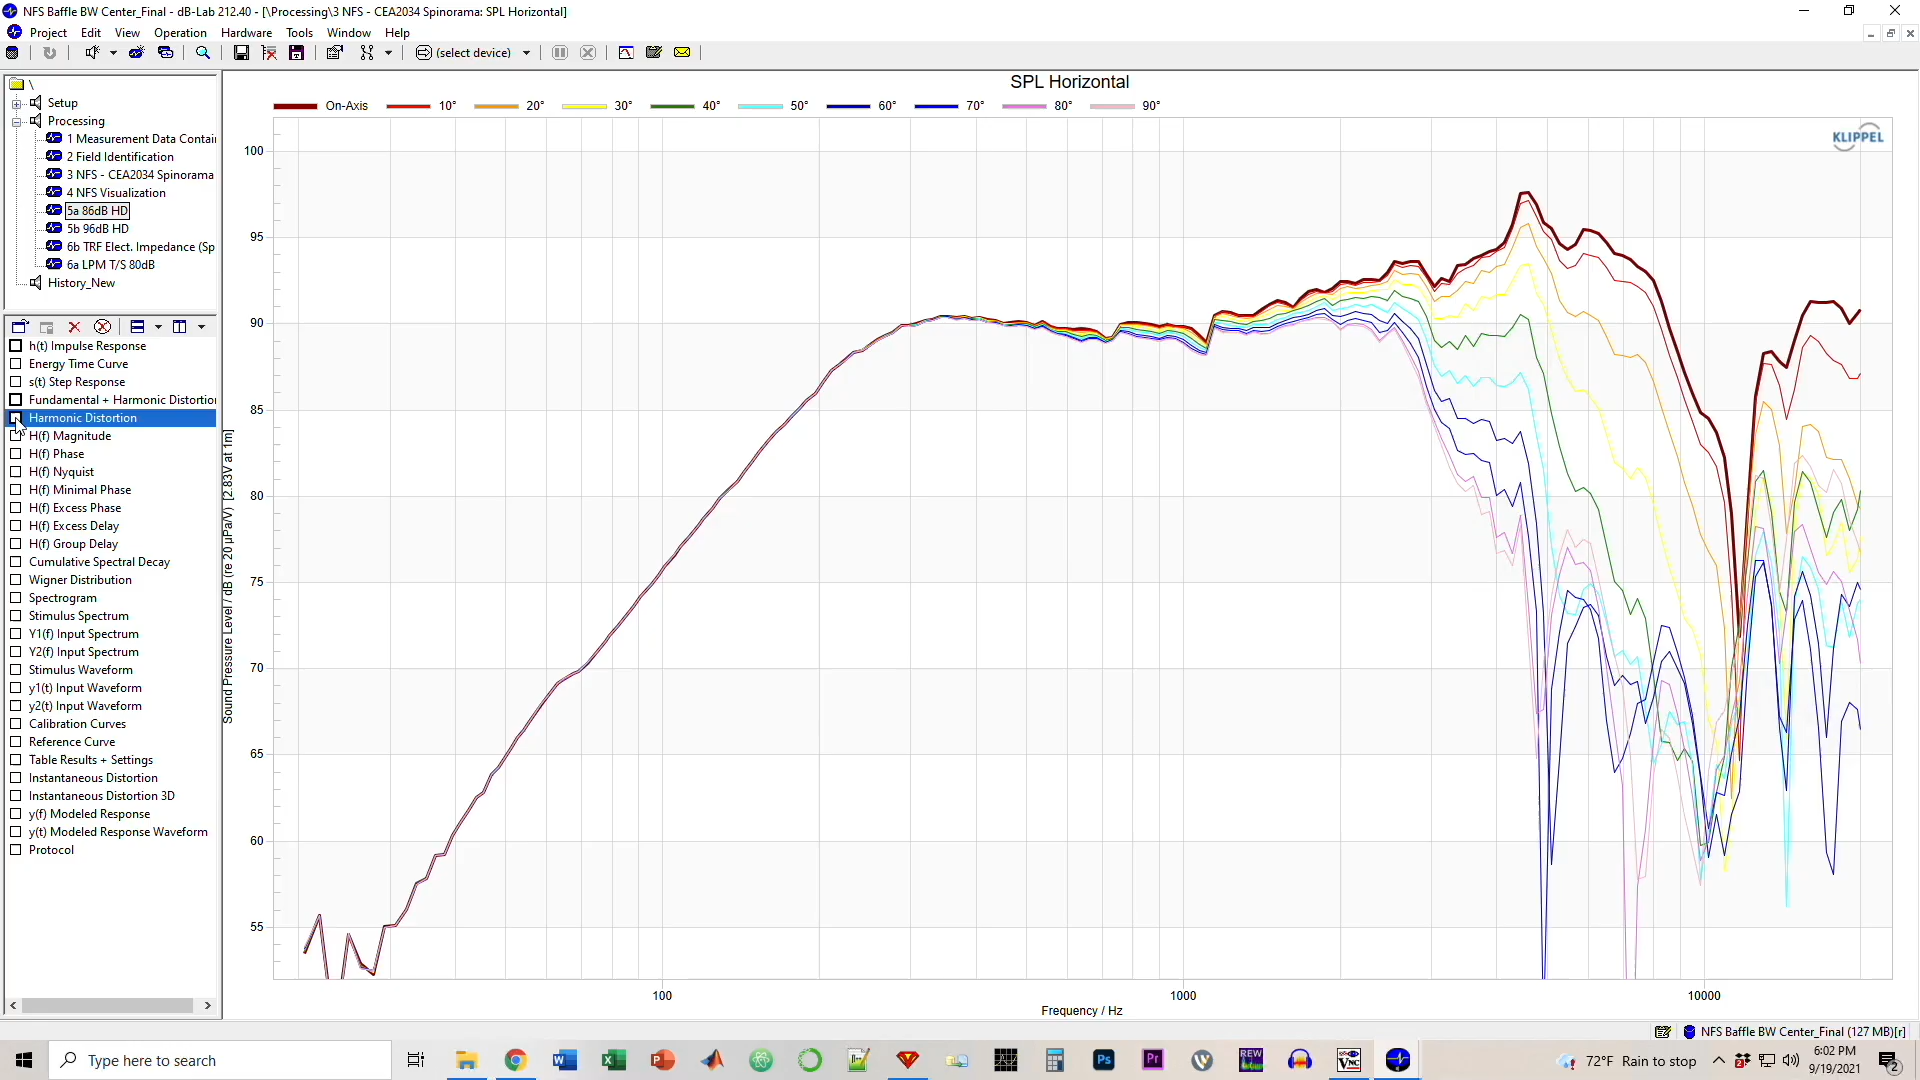 NFS Baffle BW Center_Final - dB-Lab 212.40 - [\Processing\3 NFS - CEA2034 Spinorama: SPL Horizontal]
Project Edit View Operation Hardware Tools Window Help
(select device)
\
Setup
Processing
1 Measurement Data Contai
2 Field Identification
3 NFS - CEA2034 Spinorama
4 NFS Visualization
5a 86dB HD
5b 96dB HD
6b TRF Elect. Impedance (Sp
6a LPM T/S 80dB
History_New
h(t) Impulse Response
Energy Time Curve
s(t) Step Response
Fundamental + Harmonic Distortion
Harmonic Distortion
H(f) Magnitude
H(f) Phase
H(f) Nyquist
H(f) Minimal Phase
H(f) Excess Phase
H(f) Excess Delay
H(f) Group Delay
Cumulative Spectral Decay
Wigner Distribution
Spectrogram
Stimulus Spectrum
Y1(f) Input Spectrum
Y2(f) Input Spectrum
Stimulus Waveform
y1(t) Input Waveform
y2(t) Input Waveform
Calibration Curves
Reference Curve
Table Results + Settings
Instantaneous Distortion
Instantaneous Distortion 3D
y(f) Modeled Response
y(t) Modeled Response Waveform
Protocol
SPL Horizontal
On-Axis 10° 20° 30° 40° 50° 60° 70° 80° 90°
KLIPPEL
Sound Pressure Level / dB (re 20 µPa/V) [2.83V at 1m]
100
95
90
85
80
75
70
65
60
55
100 1000 10000
Frequency / Hz
NFS Baffle BW Center_Final (127 MB)[r]
Type here to search
REW
Ps
Pr
VNC
72°F Rain to stop
6:02 PM
9/19/2021
2